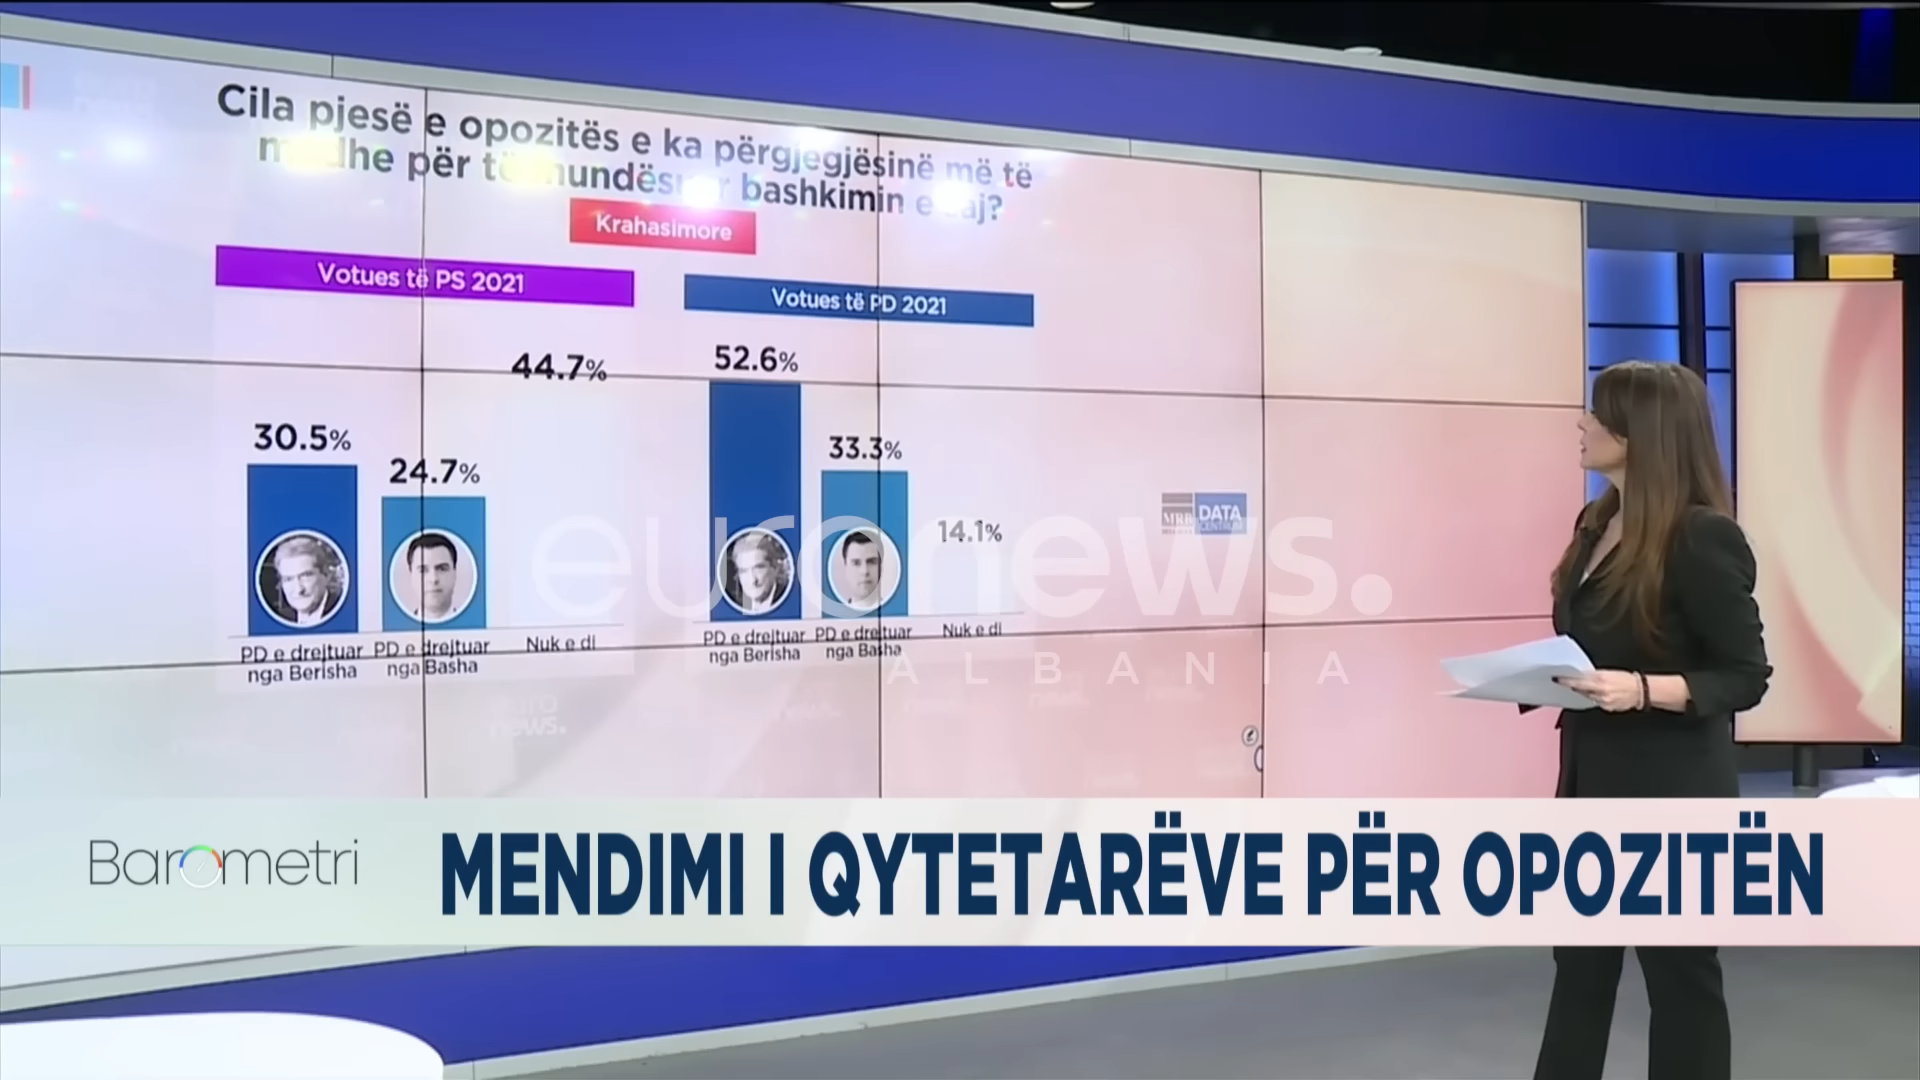 Cila pjesë e opozitës e ka përgjegjësinë më të
për bashkimin e
Krahasimore
Votues të PS 2021
Votues të PD 2021
30.5%
24.7%
44.7%
52.6%
33.3%
14.1%
PD e drejtuar
nga Berisha
PD e drejtuar
nga Basha
Nuk e di
PD e drejtuar
nga Berisha
PD e drejtuar
nga Basha
Nuk e di
MRB
DATA
CENTRUM
euronews.
ALBANIA
Barometri
MENDIMI I QYTETARËVE PËR OPOZITËN